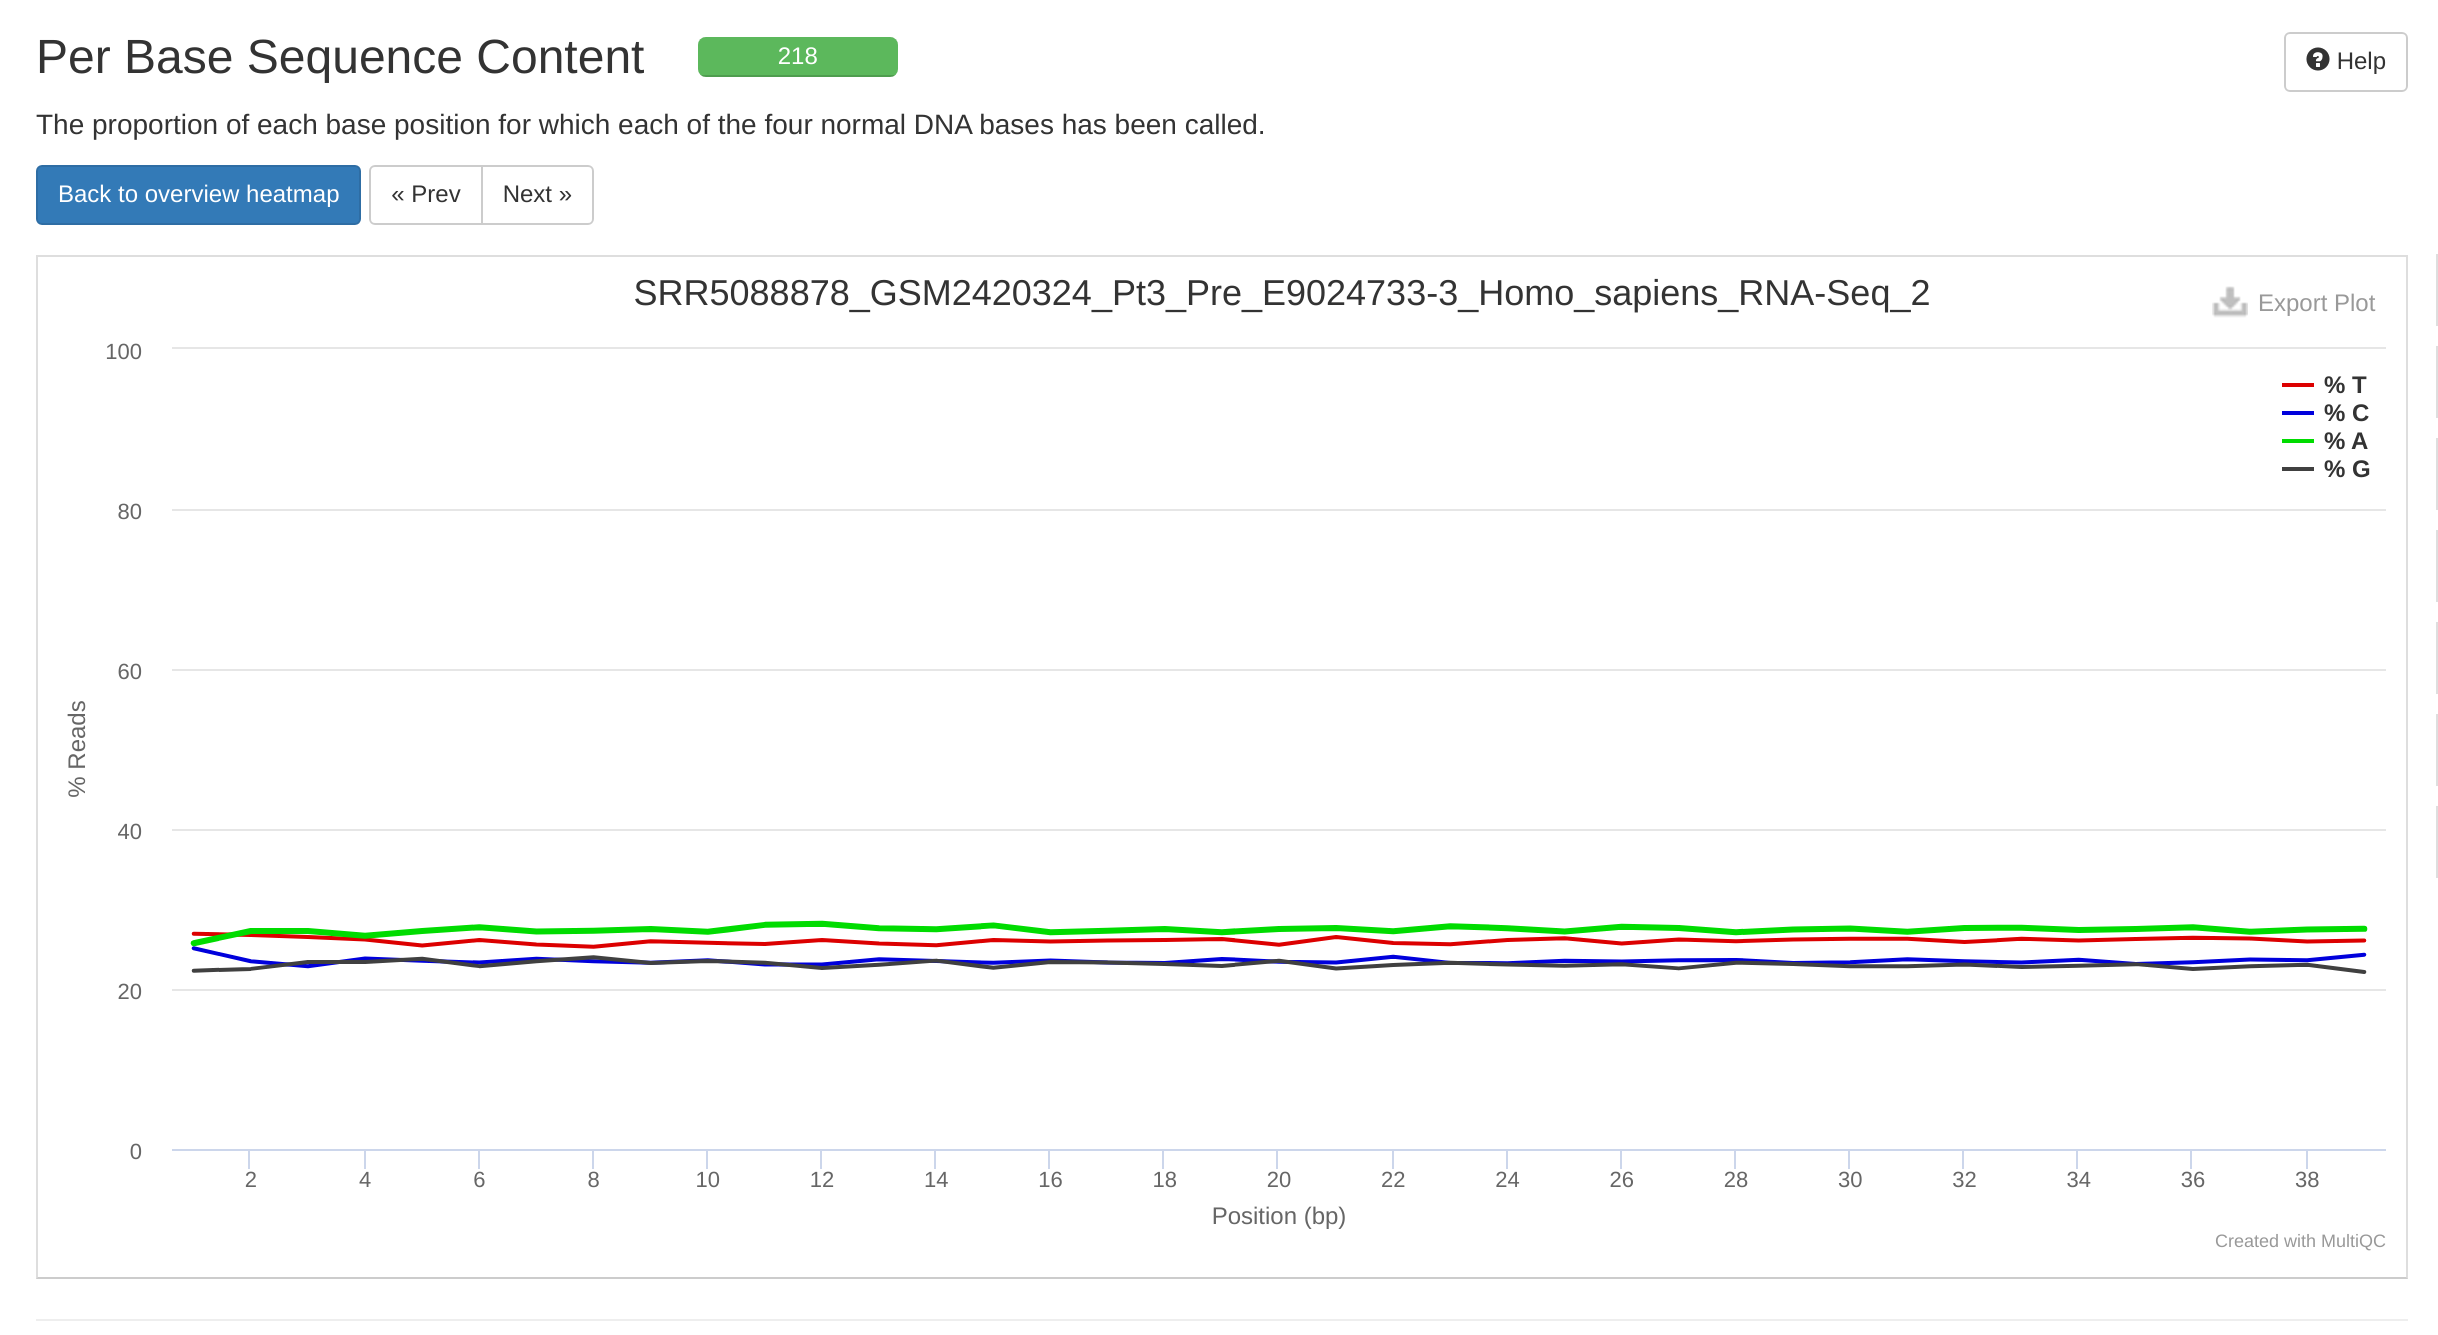 Per Base Sequence Content
218
Help
The proportion of each base position for which each of the four normal DNA bases has been called.
Back to overview heatmap
« Prev
Next »
SRR5088878_GSM2420324_Pt3_Pre_E9024733-3_Homo_sapiens_RNA-Seq_2
Export Plot
100
80
60
40
20
0
% Reads
% T
% C
% A
% G
2 4 6 8 10 12 14 16 18 20 22 24 26 28 30 32 34 36 38
Position (bp)
Created with MultiQC